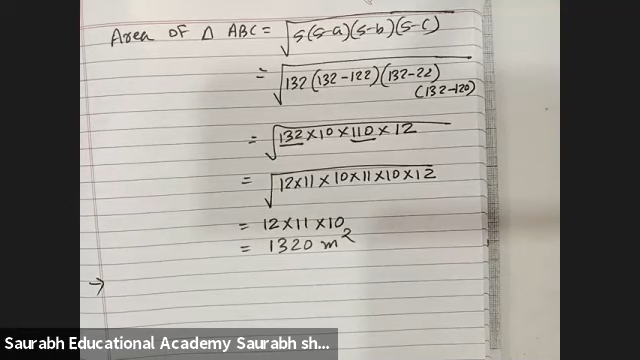 Area OF Δ ABC = √s(s-a)(s-b)(s-c)
= √132(132-122)(132-22)
(132-120)
= √132×10×110×12
= √12×11×10×11×10×12
= 12×11×10
= 1320 m²
→
Saurabh Educational Academy Saurabh sh...